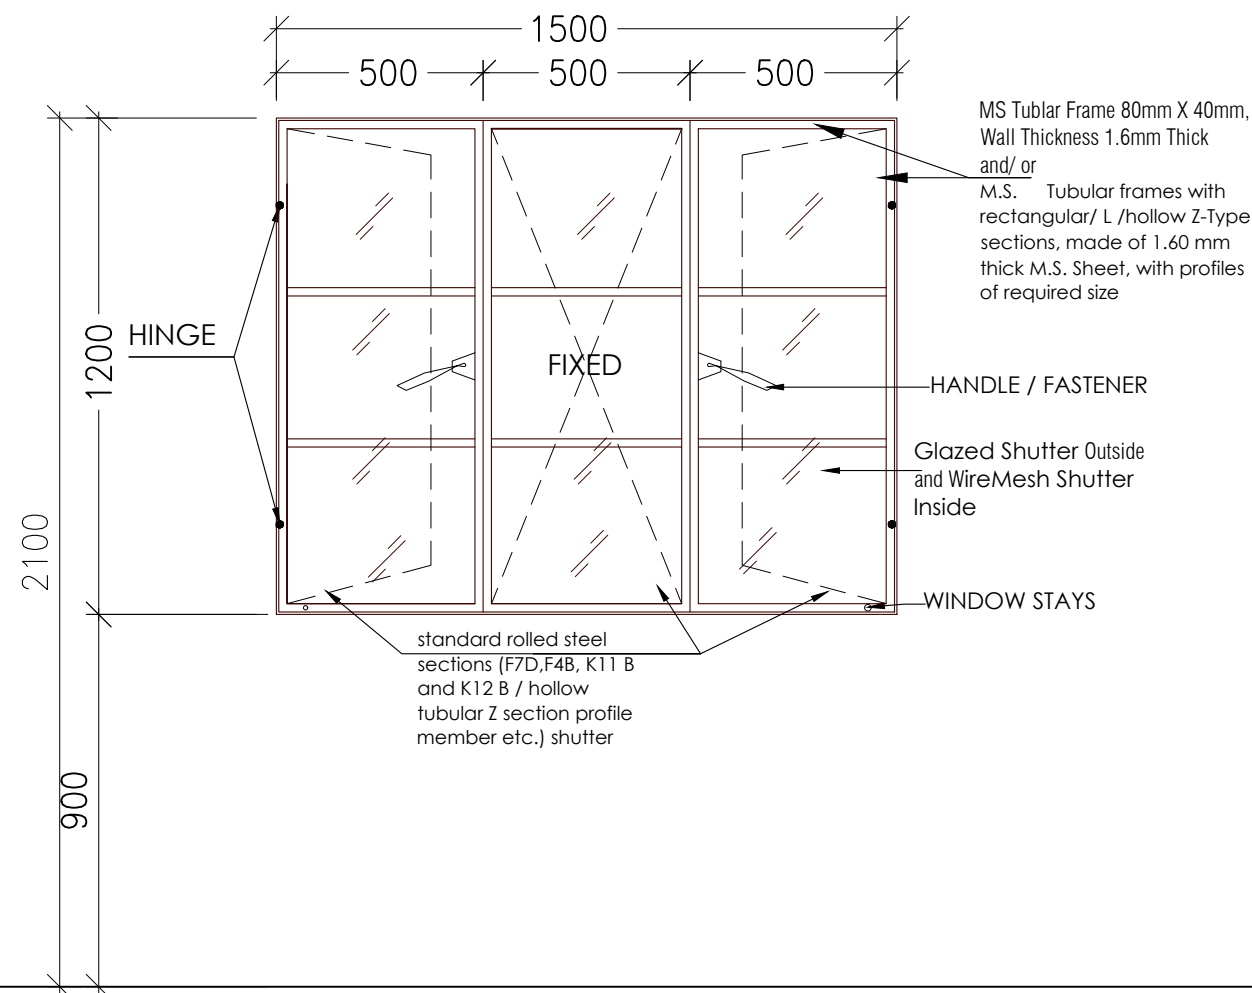 1500
500
500
500
MS Tublar Frame 80mm X 40mm,
Wall Thickness 1.6mm Thick
and/ or
M.S. Tubular frames with
rectangular/ L /hollow Z-Type
sections, made of 1.60 mm
thick M.S. Sheet, with profiles
of required size
HINGE
1200
FIXED
HANDLE / FASTENER
Glazed Shutter Outside
and WireMesh Shutter
Inside
2100
WINDOW STAYS
standard rolled steel
sections (F7D,F4B, K11 B
and K12 B / hollow
tubular Z section profile
member etc.) shutter
900